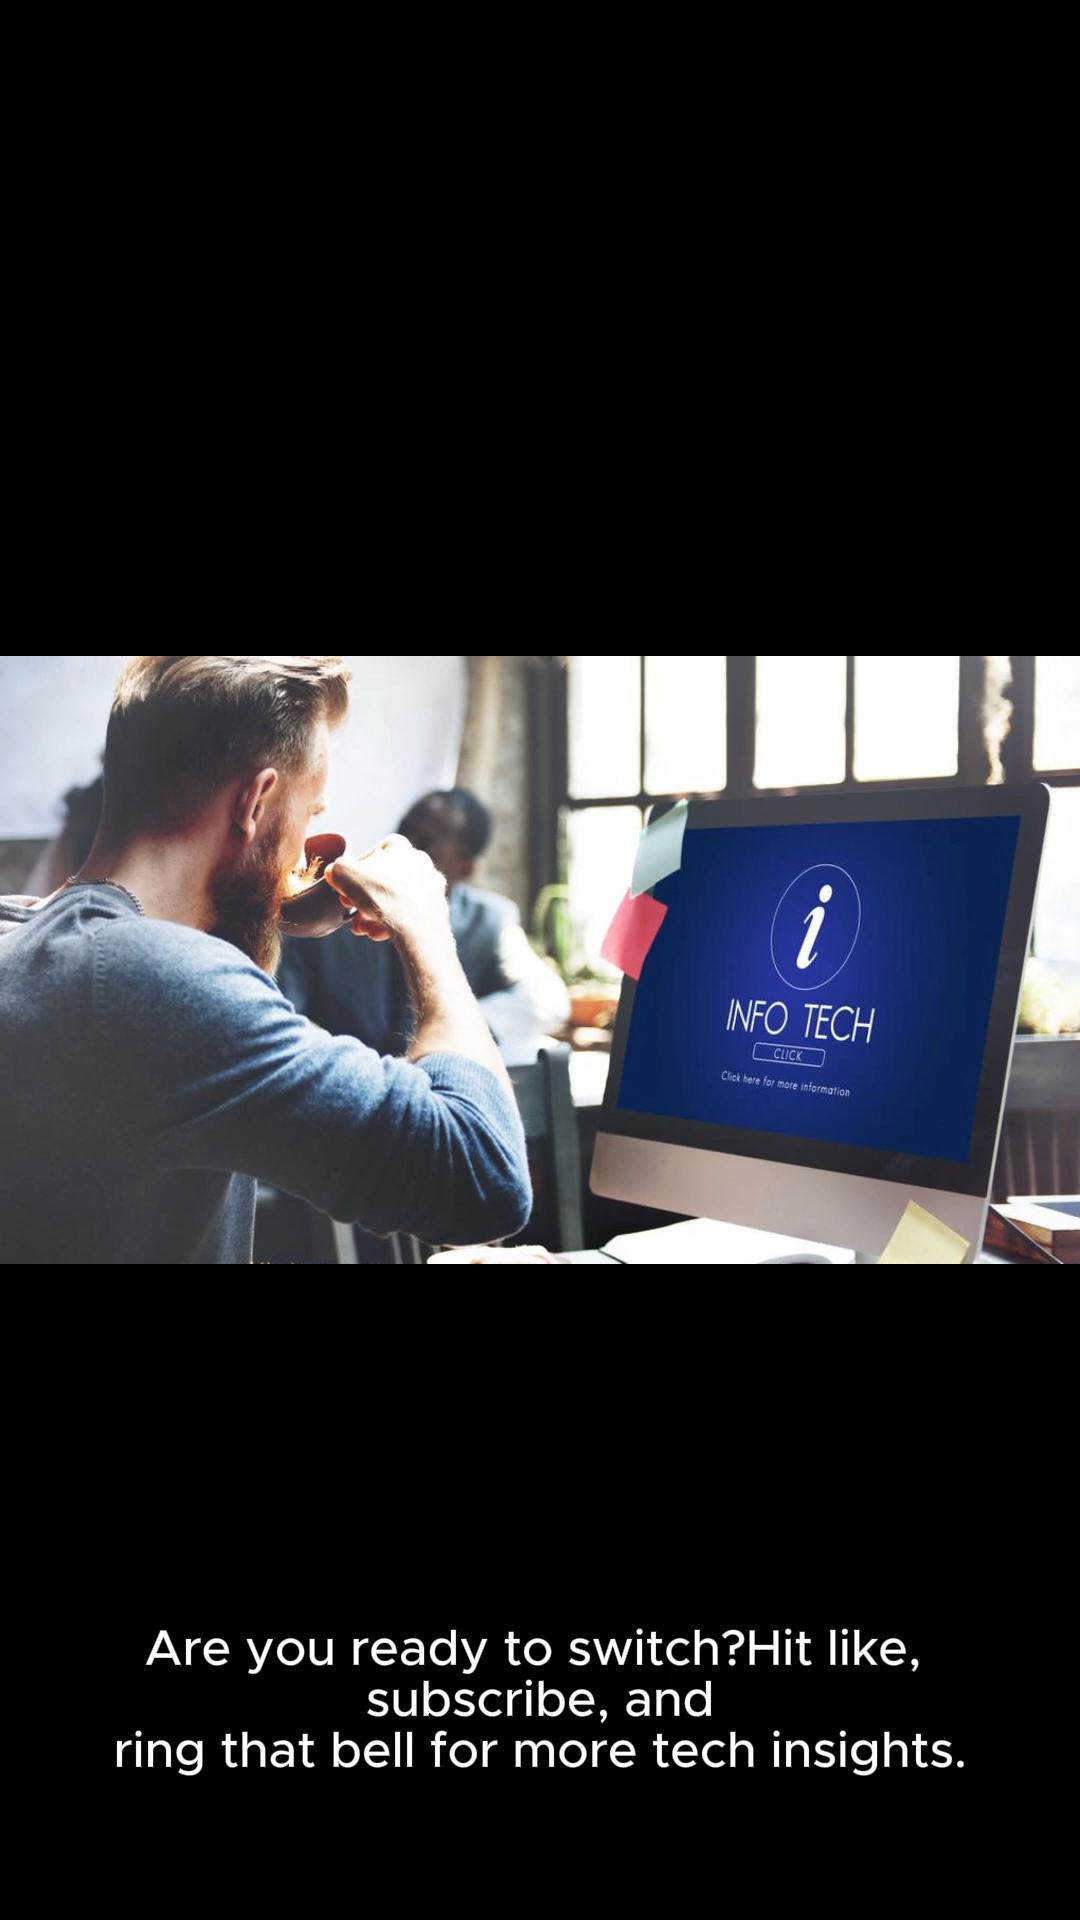 i
INFO TECH
CLICK
Click here for more information
Are you ready to switch?Hit like,
subscribe, and
ring that bell for more tech insights.